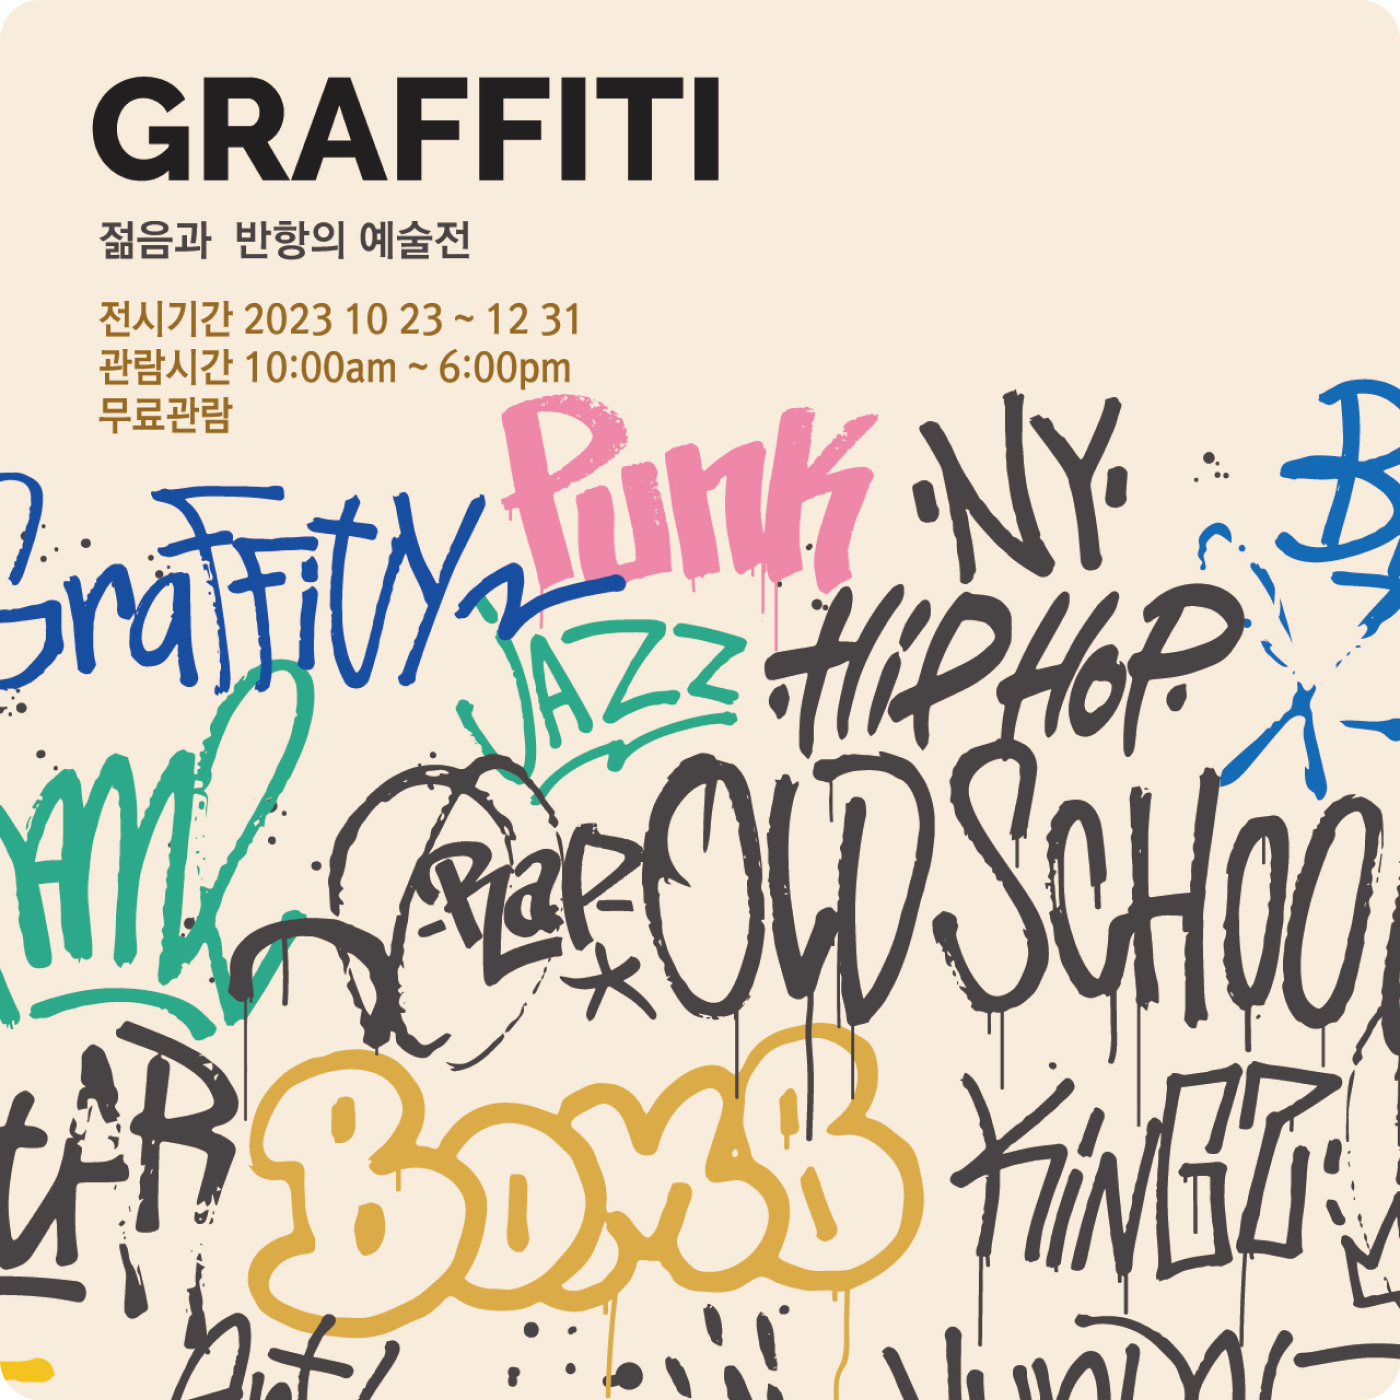 GRAFFITI
젊음과 반항의 예술전
전시기간 2023 10 23 ~ 12 31
관람시간 10:00am ~ 6:00pm
무료관람
Punk
NY
GraFFitY
JAZZ
HipHoP
RaP
OLD SCHOOL
BOMB
KiNGZ